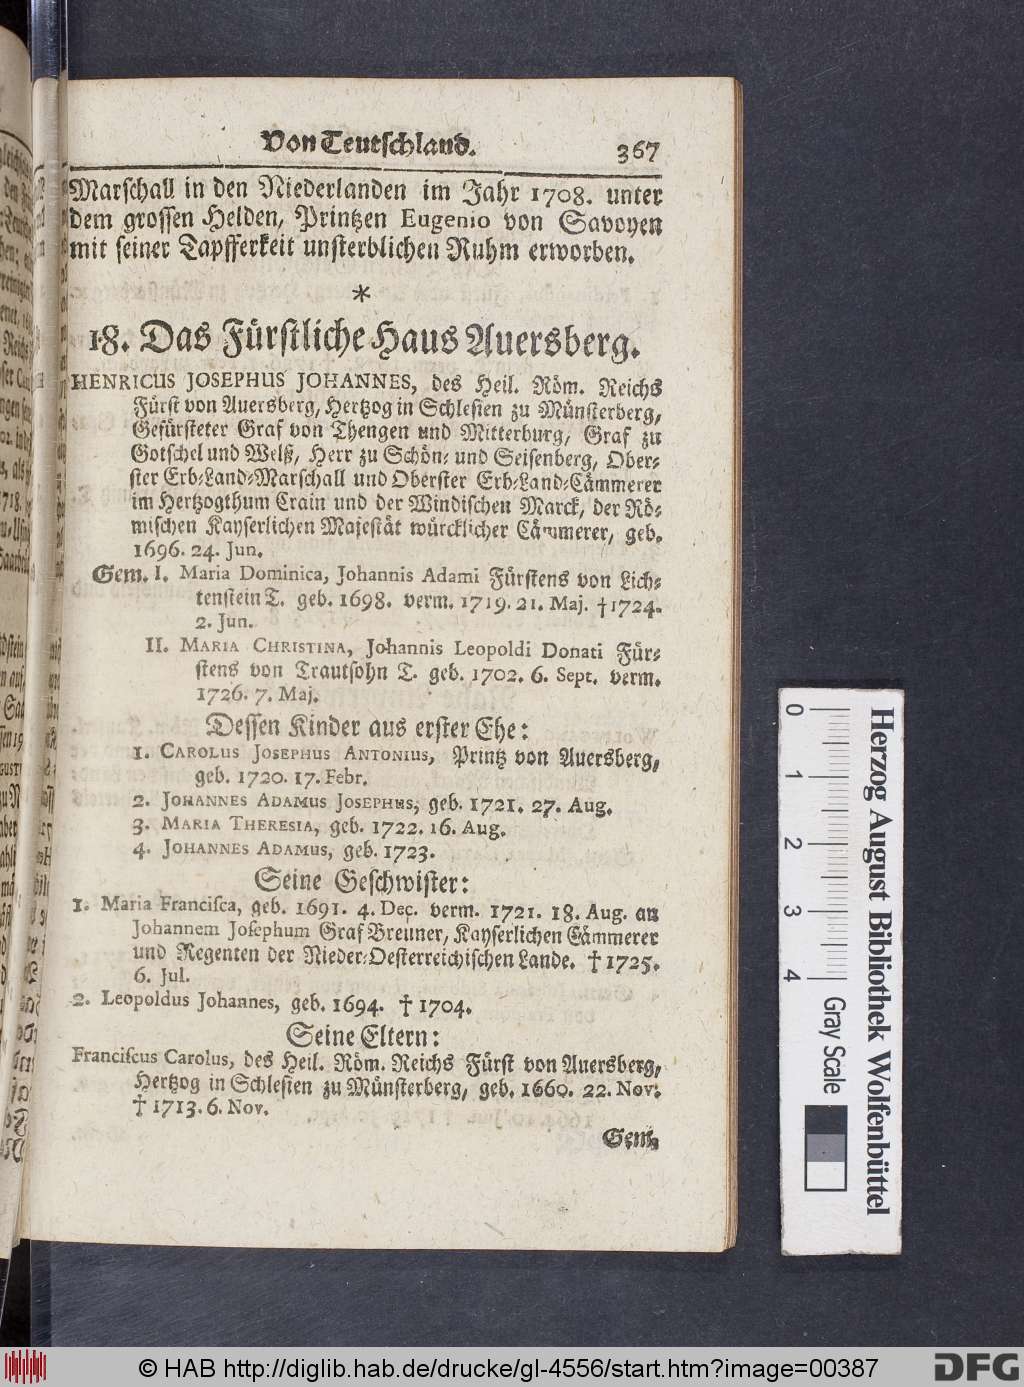 Von Teutschland. 367
Marschall in den Niederlanden im Jahr 1708. unter
dem grossen Helden, Printzen Eugenio von Savoyen
mit seiner Tapfferkeit unsterblichen Ruhm erworben.
*
18. Das Fürstliche Haus Auersberg.
HENRICUS JOSEPHUS JOHANNES, des Heil. Röm. Reichs
Fürst von Auersberg, Hertzog in Schlesien zu Münsterberg,
Gefürsteter Graf von Thengen und Mitterburg, Graf zu
Gotschel und Welß, Herr zu Schön- und Seisenberg, Ober-
ster Erb-Land-Marschall und Oberster Erb-Land-Cämmerer
im Hertzogthum Crain und der Windischen Marck, der Rö-
mischen Kayserlichen Majestät würcklicher Cämmerer, geb.
1696. 24. Jun.
Gem. I. Maria Dominica, Johannis Adami Fürstens von Lich-
tenstein T. geb. 1698. verm. 1719. 21. Maj. †1724.
2. Jun.
II. MARIA CHRISTINA, Johannis Leopoldi Donati Für-
stens von Trautsohn T. geb. 1702. 6. Sept. verm.
1726. 7. Maj.
Dessen Kinder aus erster Ehe:
1. CAROLUS JOSEPHUS ANTONIUS, Printz von Auersberg,
geb. 1720. 17. Febr.
2. JOHANNES ADAMUS JOSEPHUS, geb. 1721. 27. Aug.
3. MARIA THERESIA, geb. 1722. 16. Aug.
4. JOHANNES ADAMUS, geb. 1723.
Seine Geschwister:
1. Maria Francisca, geb. 1691. 4. Dec. verm. 1721. 18. Aug. an
Johannem Josephum Graf Breuner, Kayserlichen Cämmerer
und Regenten der Nieder-Oesterreichischen Lande. † 1725.
6. Jul.
2. Leopoldus Johannes, geb. 1694. † 1704.
Seine Eltern:
Franciscus Carolus, des Heil. Röm. Reichs Fürst von Auersberg,
Hertzog in Schlesien zu Münsterberg, geb. 1660. 22. Nov.
† 1713. 6. Nov.
Gem.
0 1 2 3 4 Gray Scale
Herzog August Bibliothek Wolfenbüttel
© HAB http://diglib.hab.de/drucke/gl-4556/start.htm?image=00387
DFG